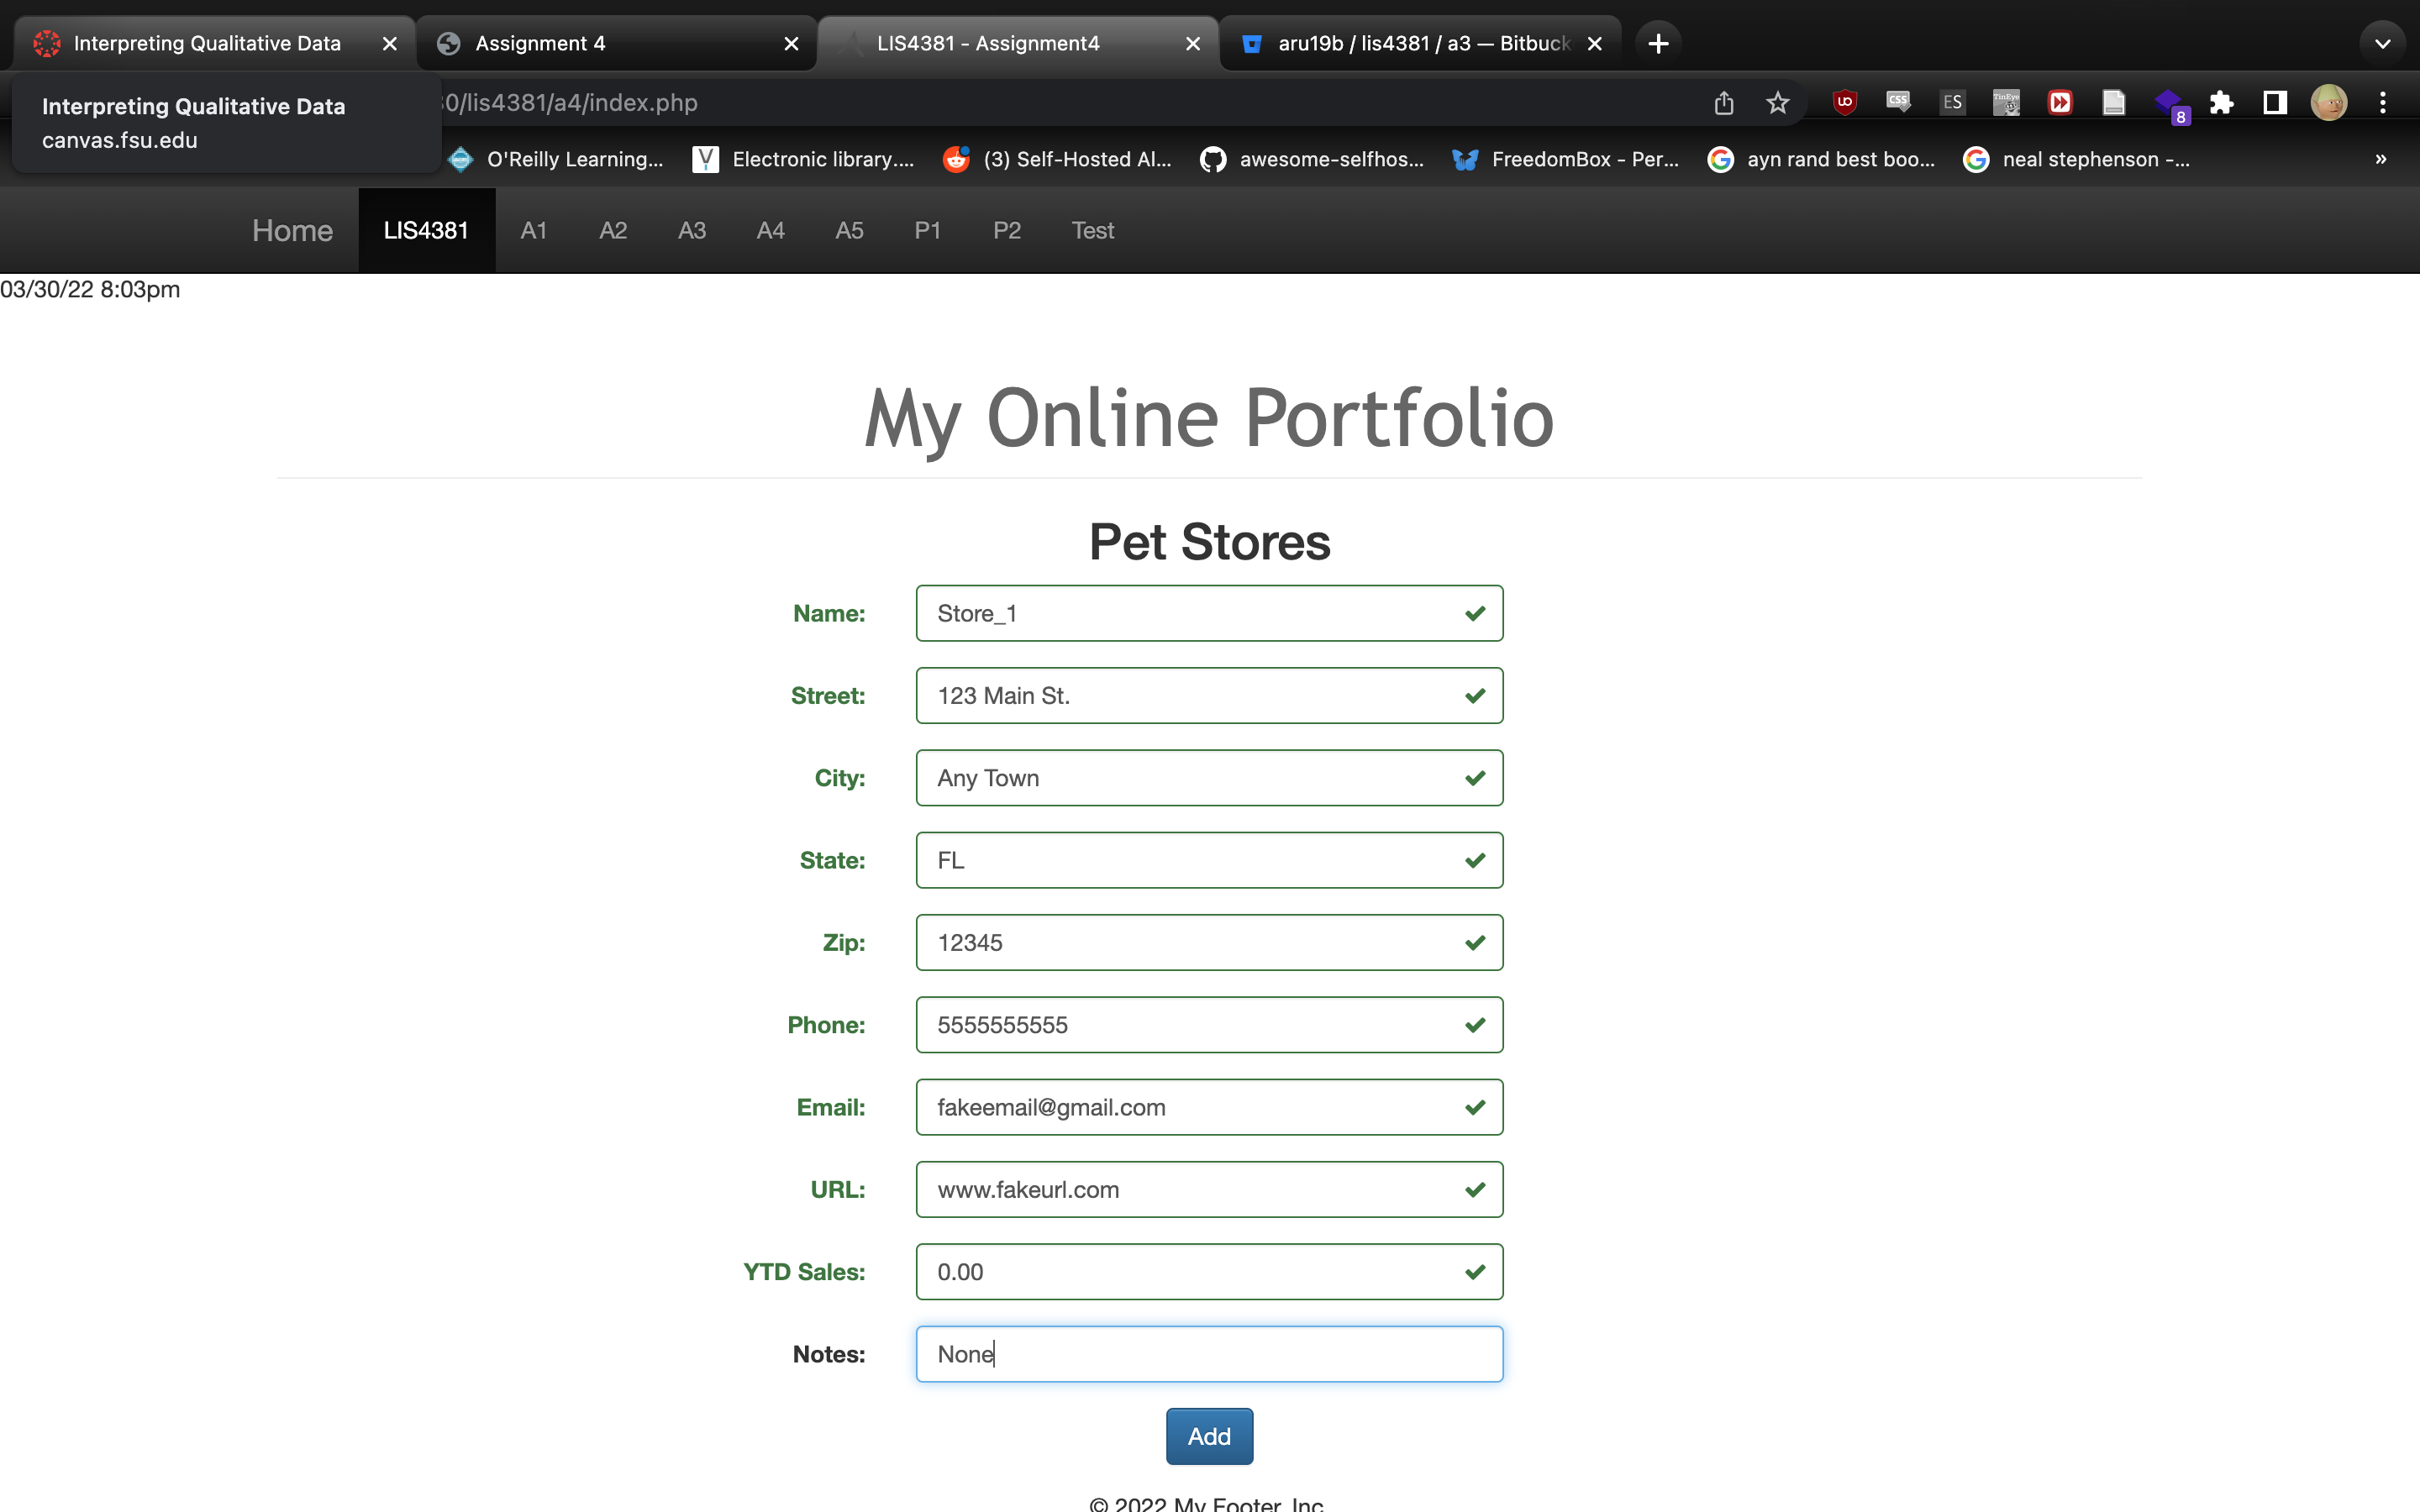 Interpreting Qualitative Data
Assignment 4
LIS4381 - Assignment4
aru19b / lis4381 / a3 — Bitbuck
Interpreting Qualitative Data
canvas.fsu.edu
0/lis4381/a4/index.php
UO
CSS
ES
TinEye
8
O'Reilly Learning...
V
Electronic library....
(3) Self-Hosted Al...
awesome-selfhos...
FreedomBox - Per...
ayn rand best boo...
neal stephenson -...
»
Home LIS4381 A1 A2 A3 A4 A5 P1 P2 Test
03/30/22 8:03pm
My Online Portfolio
Pet Stores
Name: Store_1
Street: 123 Main St.
City: Any Town
State: FL
Zip: 12345
Phone: 5555555555
Email: fakeemail@gmail.com
URL: www.fakeurl.com
YTD Sales: 0.00
Notes: None
Add
© 2022 My Footer, Inc.